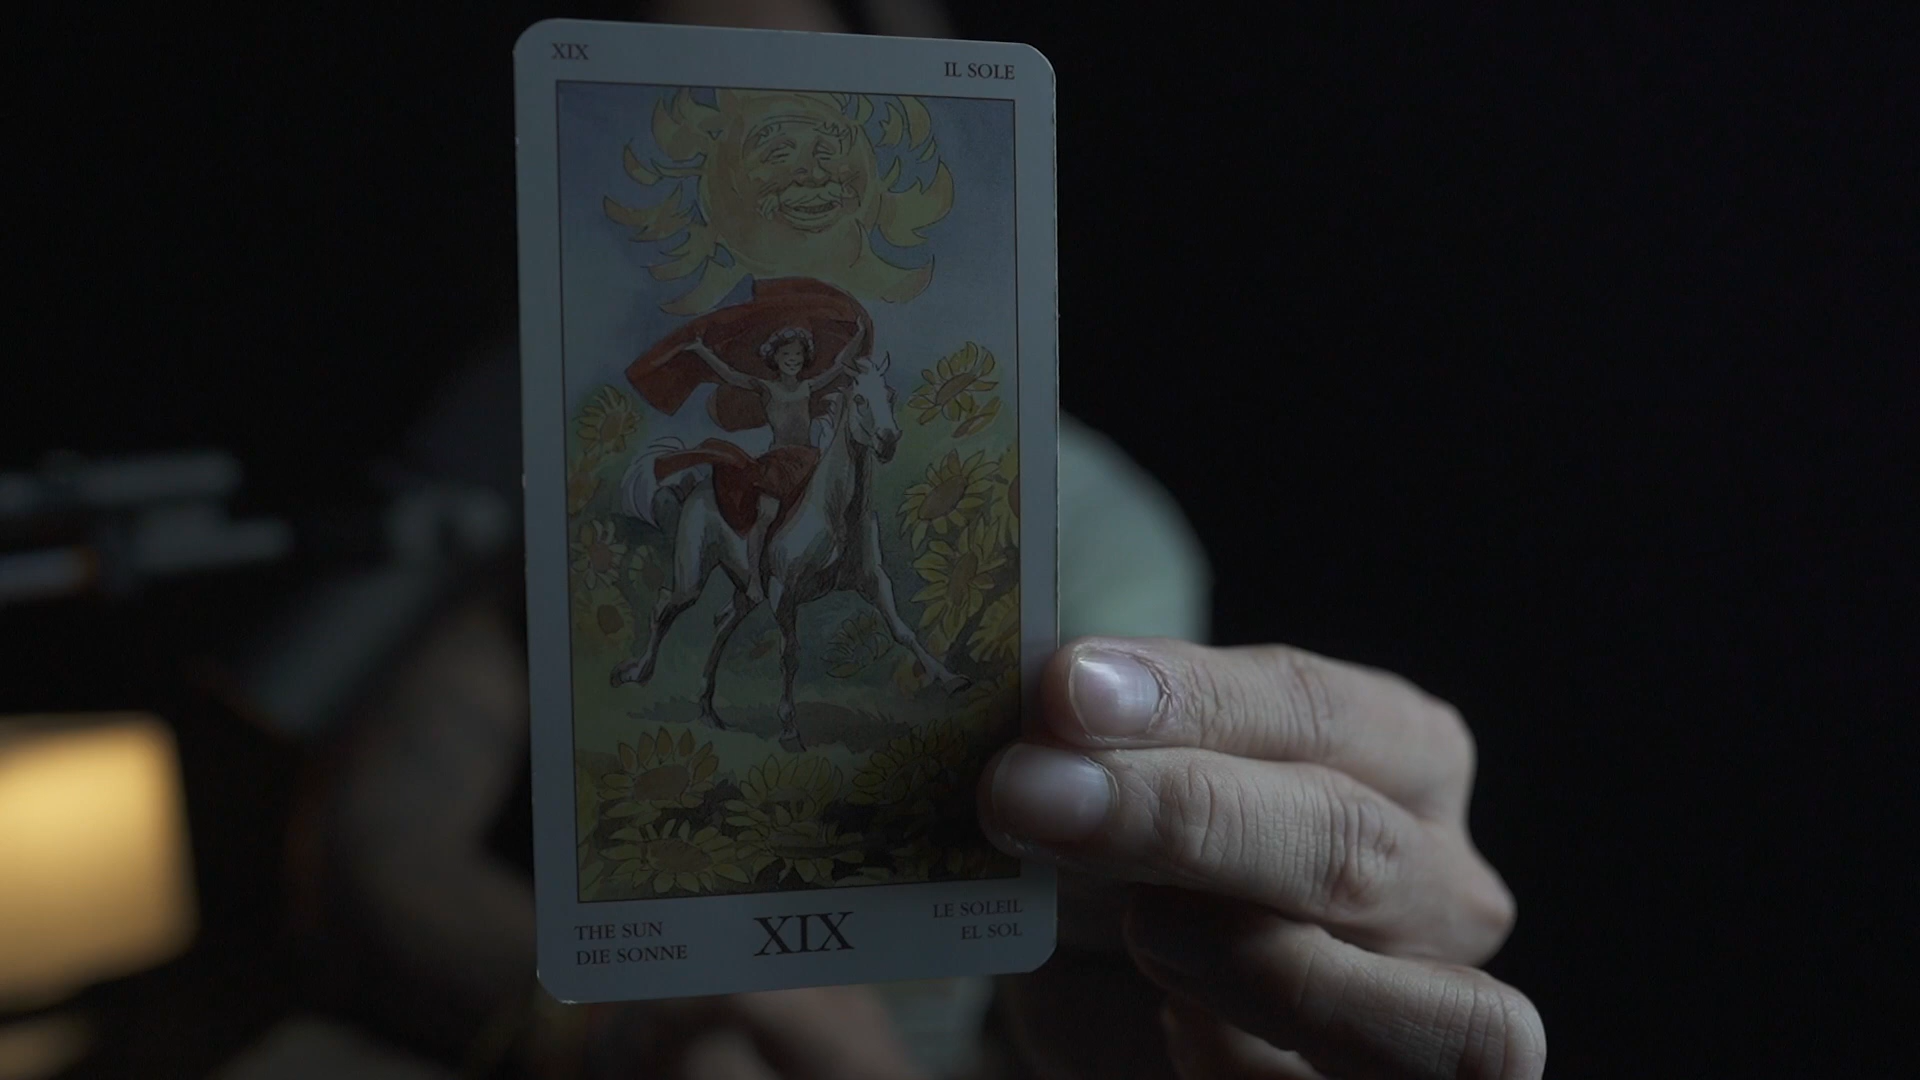 XIX
IL SOLE
THE SUN
DIE SONNE
XIX
LE SOLEIL
EL SOL